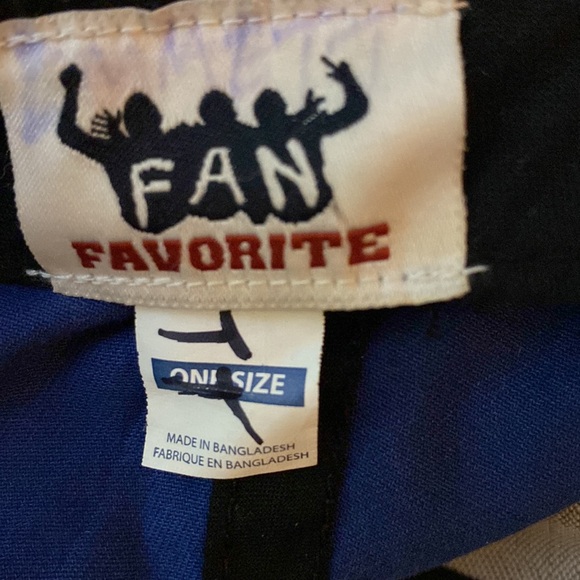 FAN
FAVORITE
ONE SIZE
MADE IN BANGLADESH
FABRIQUE EN BANGLADESH